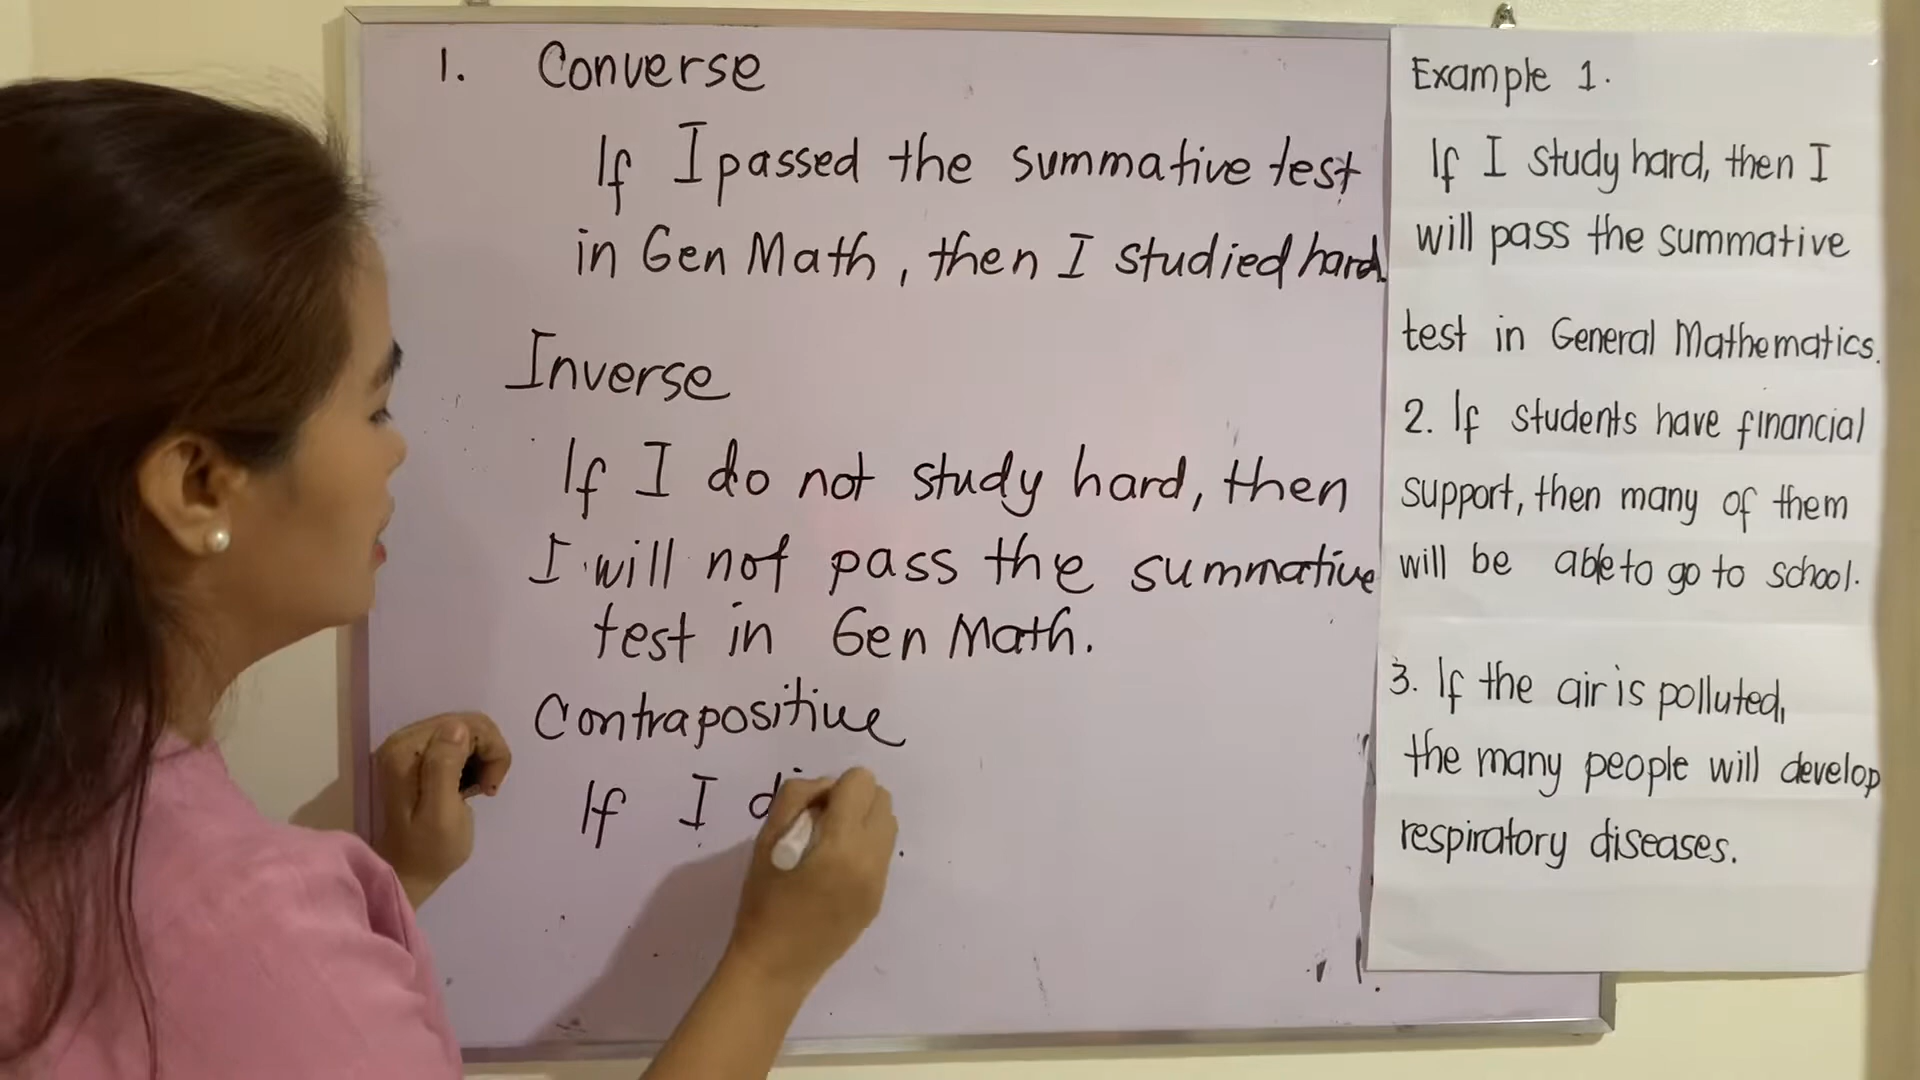 1. Converse
If I passed the summative test
in Gen Math, then I studied hard.
Inverse
If I do not study hard, then
I will not pass the summative
test in Gen Math.
Contrapositive
If I di
Example 1.
If I study hard, then I
will pass the summative
test in General Mathematics.
2. If students have financial
support, then many of them
will be able to go to school.
3. If the air is polluted,
the many people will develop
respiratory diseases.